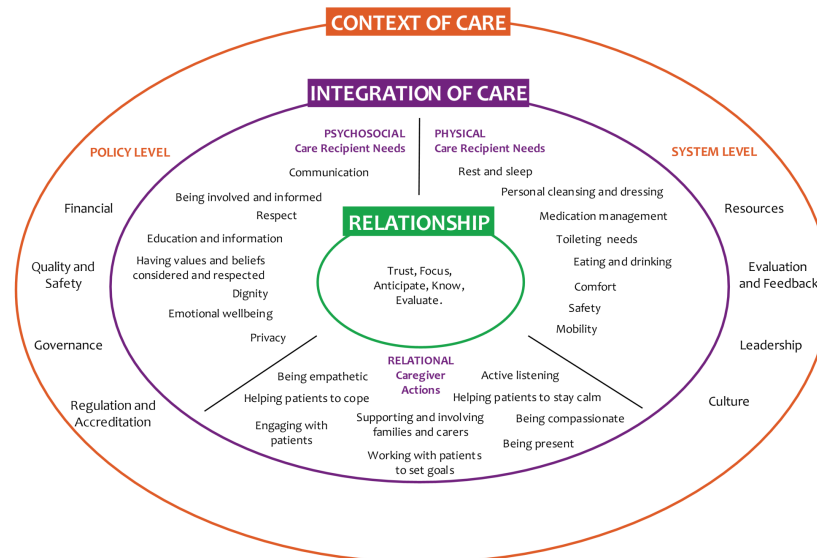 CONTEXT OF CARE
INTEGRATION OF CARE
PSYCHOSOCIAL
Care Recipient Needs
PHYSICAL
Care Recipient Needs
POLICY LEVEL
Financial
Quality and
Safety
Governance
Regulation and
Accreditation
Communication
Being involved and informed
Respect
Education and information
Having values and beliefs
considered and respected
Dignity
Emotional wellbeing
Privacy
RELATIONSHIP
Trust, Focus,
Anticipate, Know,
Evaluate.
Rest and sleep
Personal cleansing and dressing
Medication management
Toileting needs
Eating and drinking
Comfort
Safety
Mobility
SYSTEM LEVEL
Resources
Evaluation
and Feedback
Leadership
Culture
RELATIONAL
Caregiver
Actions
Being empathetic
Helping patients to cope
Engaging with
patients
Supporting and involving
families and carers
Working with patients
to set goals
Active listening
Helping patients to stay calm
Being compassionate
Being present